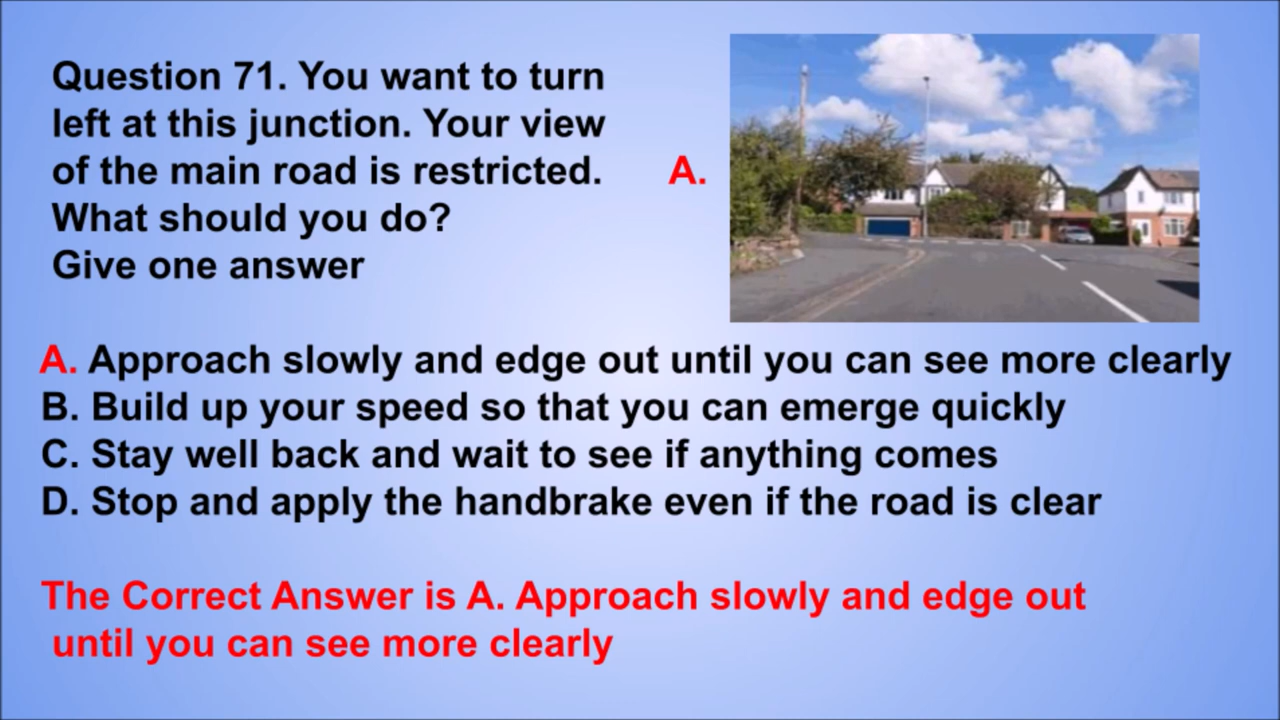 Question 71. You want to turn
left at this junction. Your view
of the main road is restricted.
What should you do?
Give one answer
A.
A. Approach slowly and edge out until you can see more clearly
B. Build up your speed so that you can emerge quickly
C. Stay well back and wait to see if anything comes
D. Stop and apply the handbrake even if the road is clear
The Correct Answer is A. Approach slowly and edge out
until you can see more clearly